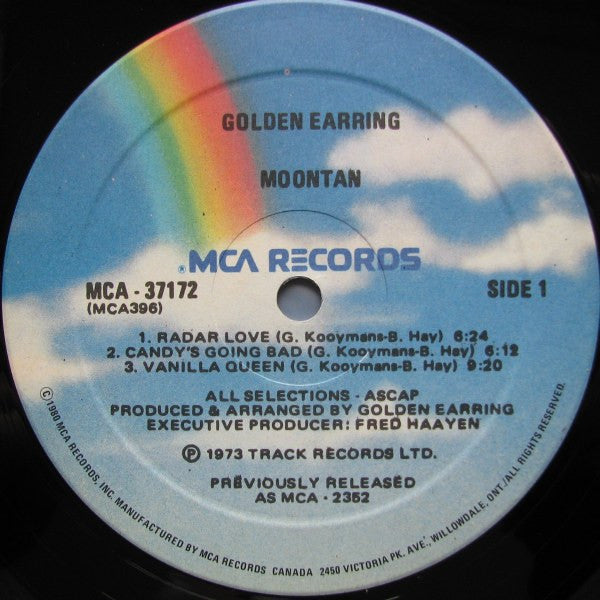 GOLDEN EARRING
MOONTAN
® MCA RECORDS
MCA - 37172
(MCA396)
SIDE 1
1. RADAR LOVE (G. Kooymans-B. Hay) 6:24
2. CANDY'S GOING BAD (G. Kooymans-B. Hay) 6:12
3. VANILLA QUEEN (G. Kooymans-B. Hay) 9:20
ALL SELECTIONS - ASCAP
PRODUCED & ARRANGED BY GOLDEN EARRING
EXECUTIVE PRODUCER: FRED HAAYEN
℗ 1973 TRACK RECORDS LTD.
PREVIOUSLY RELEASED
AS MCA - 2352
© 1980 MCA RECORDS, INC. MANUFACTURED BY MCA RECORDS CANADA 2450 VICTORIA PK. AVE., WILLOWDALE, ONT./ALL RIGHTS RESERVED.